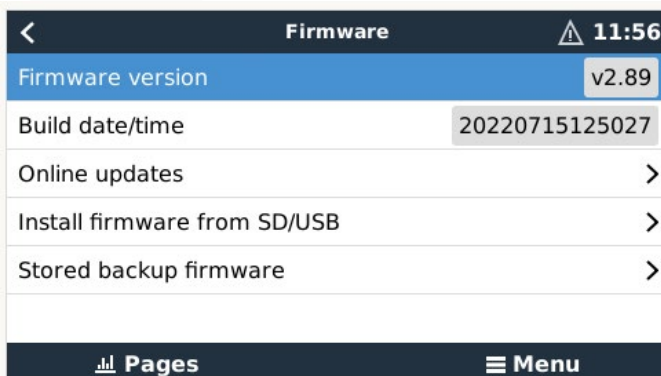 Firmware 11:56
Firmware version v2.89
Build date/time 20220715125027
Online updates
Install firmware from SD/USB
Stored backup firmware
Pages Menu